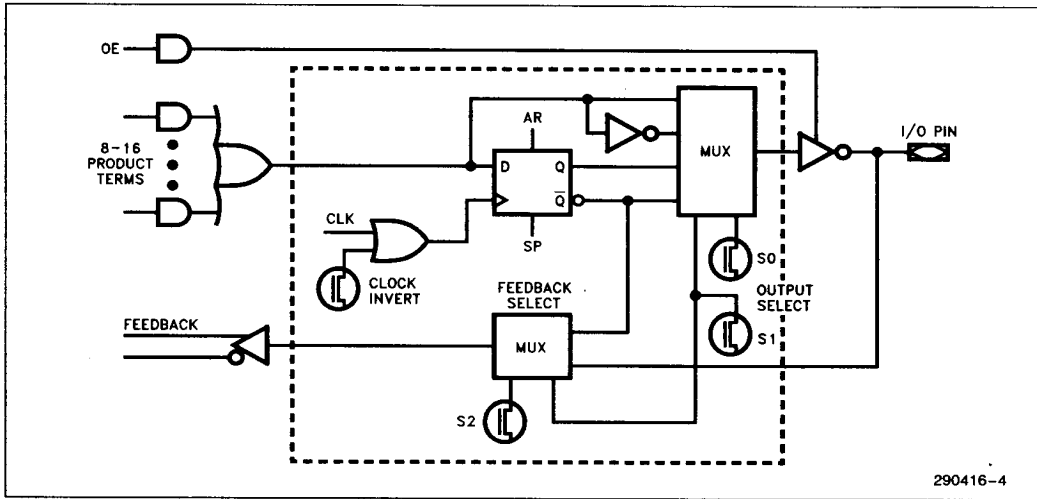 OE
8-16
PRODUCT
TERMS
AR
D
Q
Q̅
SP
MUX
I/O PIN
CLK
CLOCK
INVERT
S0
OUTPUT
SELECT
S1
FEEDBACK
SELECT
MUX
S2
FEEDBACK
290416-4